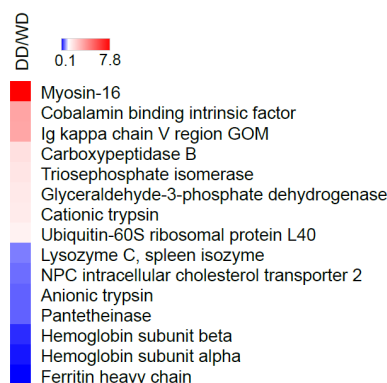 DD/WD
0.1 7.8
Myosin-16
Cobalamin binding intrinsic factor
Ig kappa chain V region GOM
Carboxypeptidase B
Triosephosphate isomerase
Glyceraldehyde-3-phosphate dehydrogenase
Cationic trypsin
Ubiquitin-60S ribosomal protein L40
Lysozyme C, spleen isozyme
NPC intracellular cholesterol transporter 2
Anionic trypsin
Pantetheinase
Hemoglobin subunit beta
Hemoglobin subunit alpha
Ferritin heavy chain